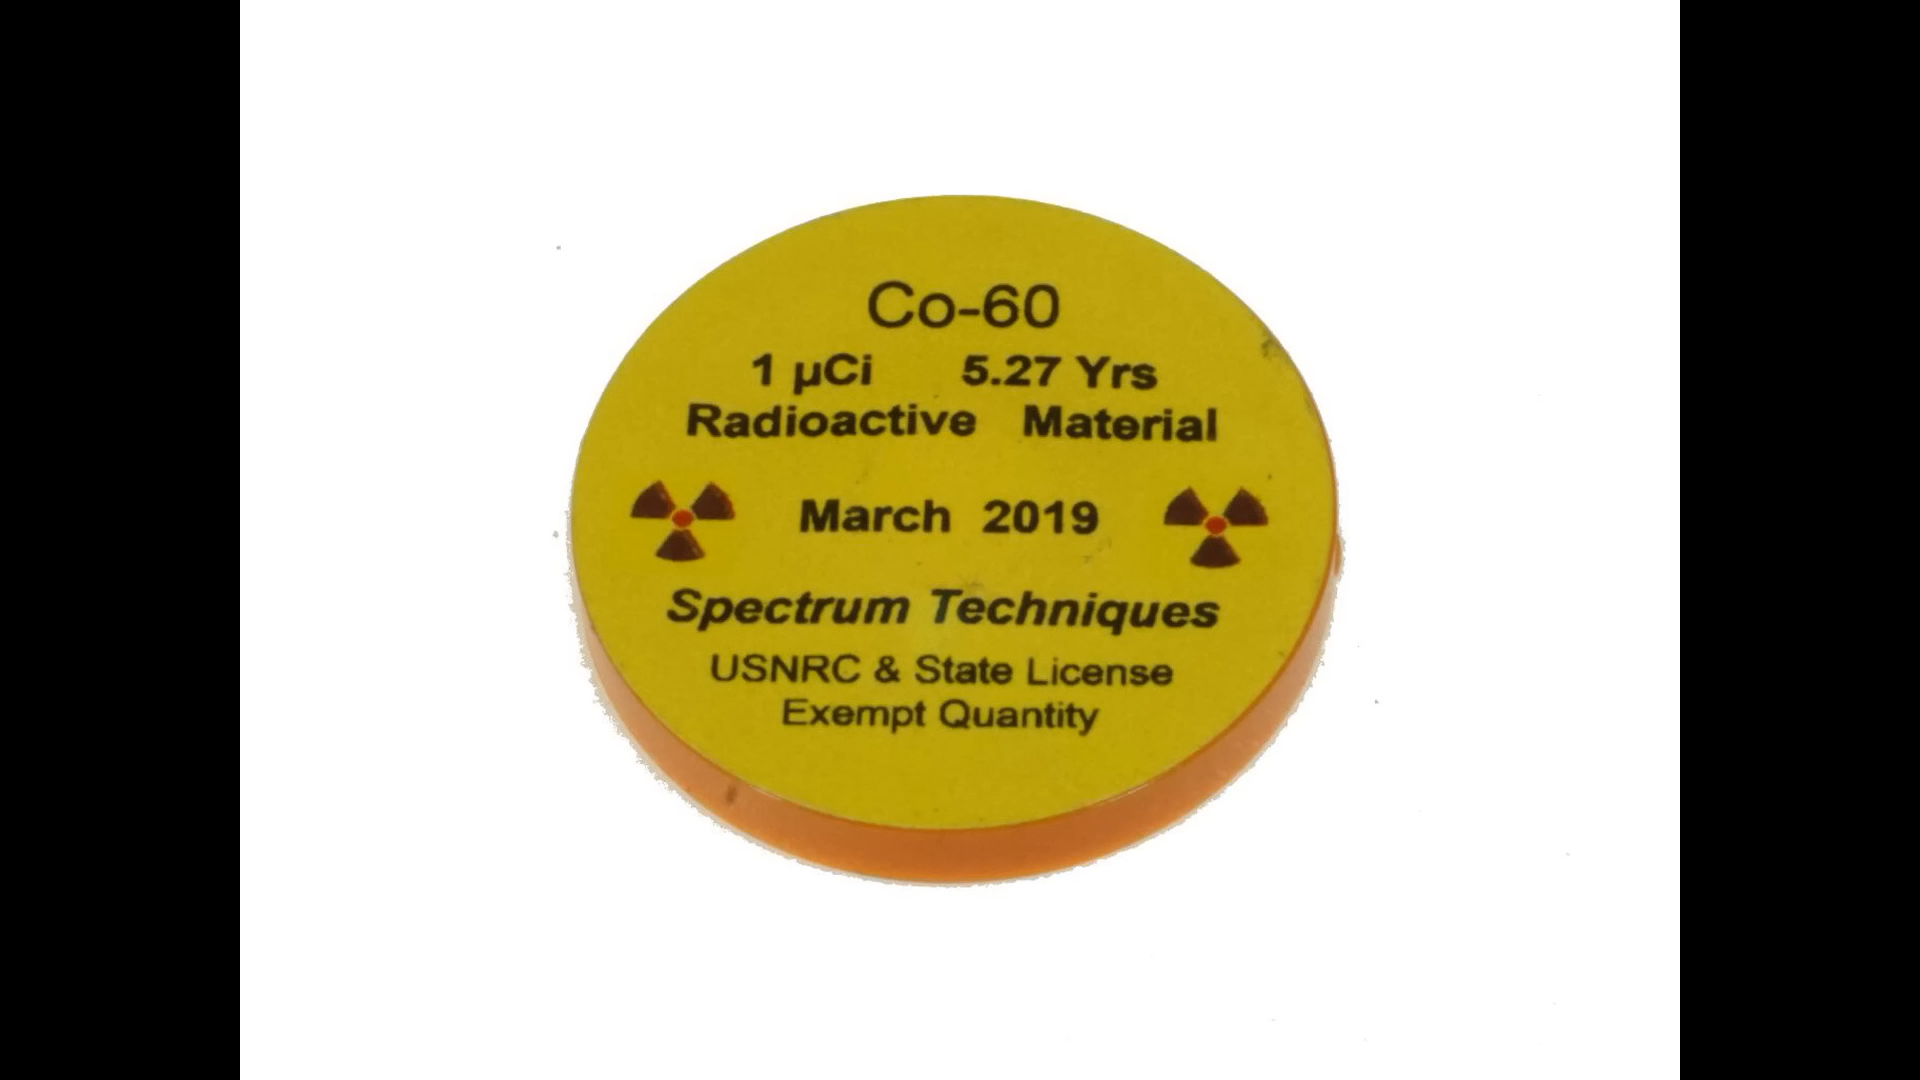 Co-60
1 µCi 5.27 Yrs
Radioactive Material
March 2019
Spectrum Techniques
USNRC & State License
Exempt Quantity